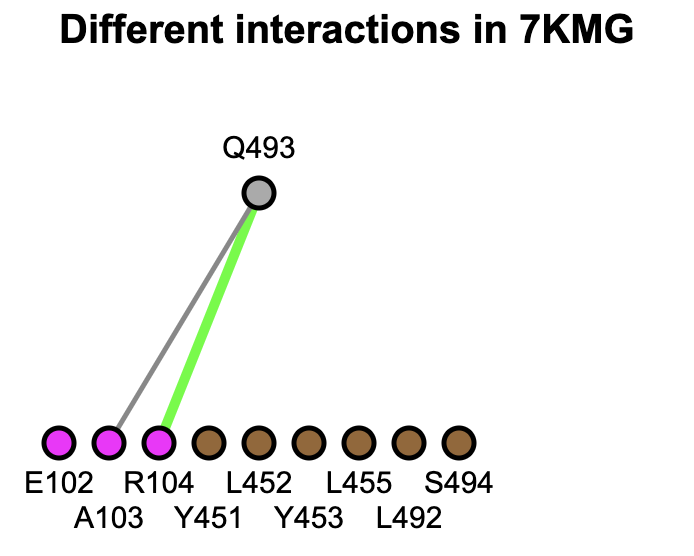 Different interactions in 7KMG
Q493
E102 R104 L452 L455 S494
A103 Y451 Y453 L492